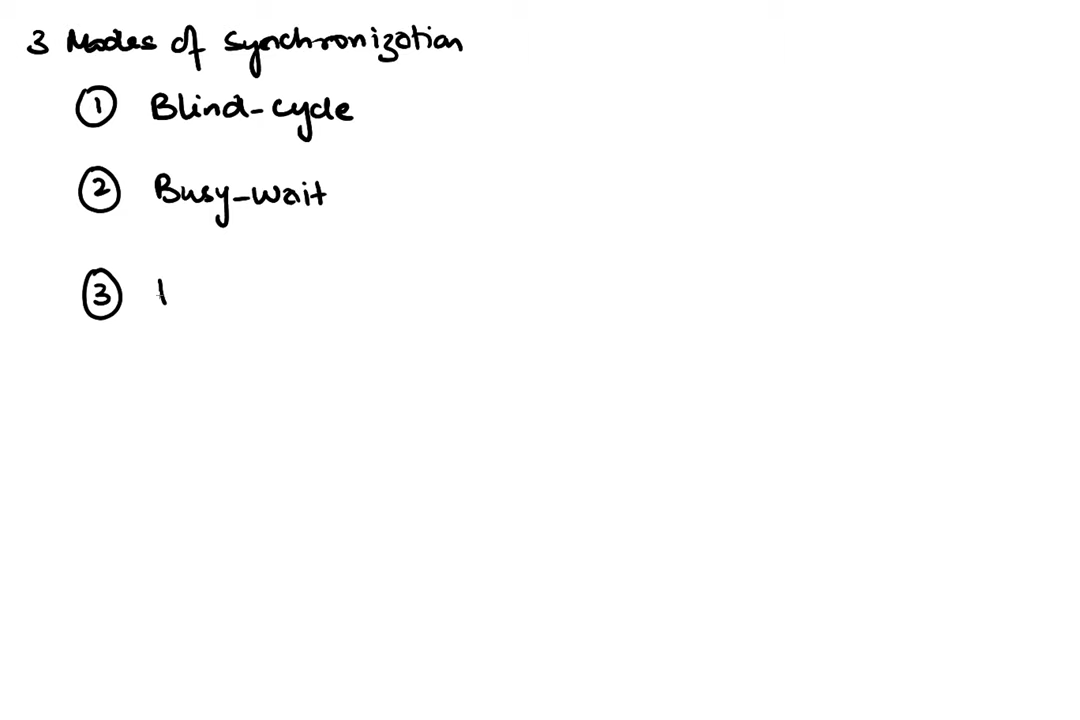 3 Modes of Synchronization
① Blind-cycle
② Busy-wait
③ I